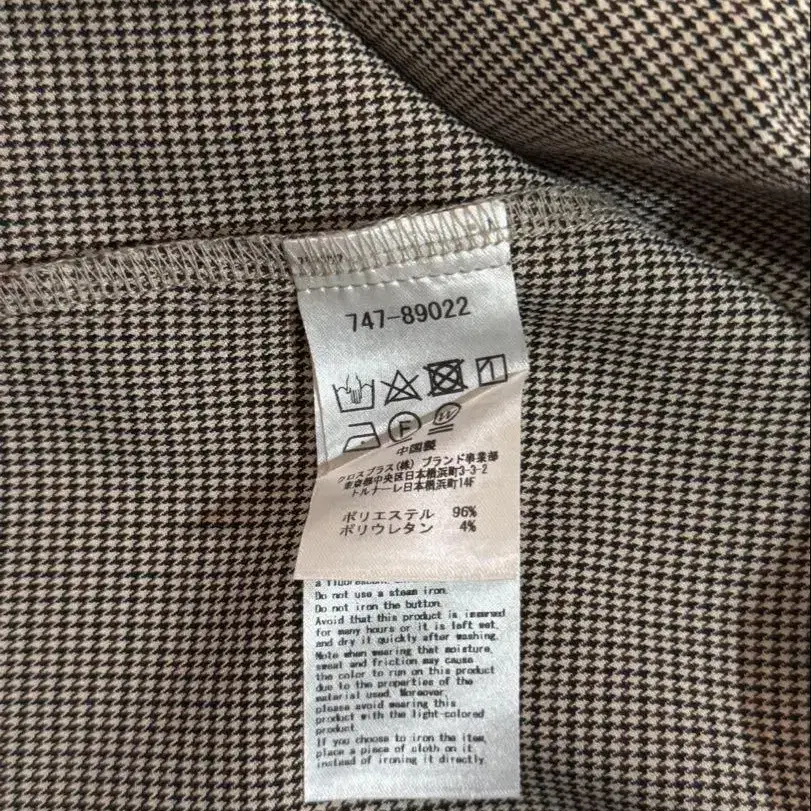 747-89022
F
W
中国製
クロスプラス(株) ブランド事業部
東京都中央区日本橋浜町3-3-2
トルナーレ日本橋浜町14F
ポリエステル 96%
ポリウレタン 4%
a fluorescent
Do not use a steam iron.
Do not iron the button.
Avoid that this product is immersed
for many hours or it is left wet,
and dry it quickly after washing.
Note when wearing that moisture,
sweat and friction may cause
the color to run on this product
due to the properties of the
material used. Moreover,
please avoid wearing this
product with the light-colored
product.
If you choose to iron the item,
place a piece of cloth on it
instead of ironing it directly.